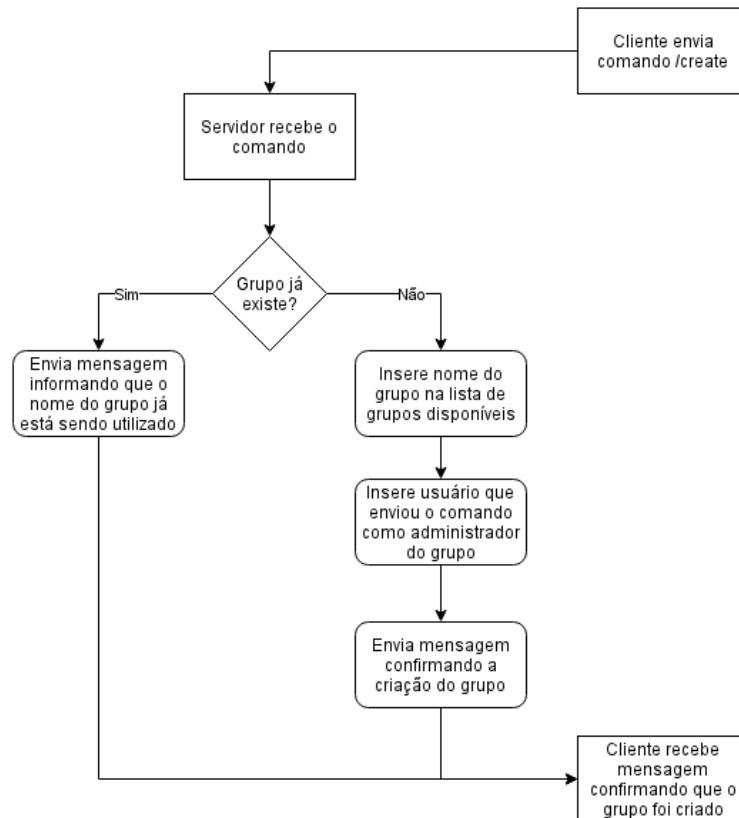 Cliente envia
comando /create
Servidor recebe o
comando
Grupo já
existe?
Sim
Não
Envia mensagem
informando que o
nome do grupo já
está sendo utilizado
Insere nome do
grupo na lista de
grupos disponíveis
Insere usuário que
enviou o comando
como administrador
do grupo
Envia mensagem
confirmando a
criação do grupo
Cliente recebe
mensagem
confirmando que o
grupo foi criado